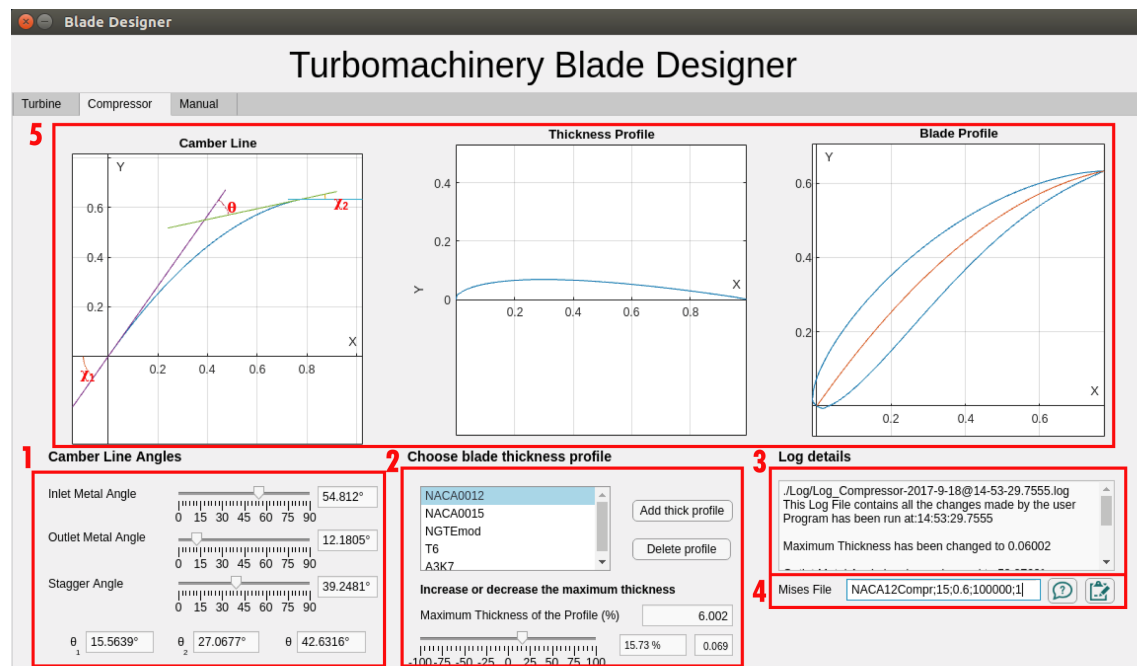 Blade Designer
Turbomachinery Blade Designer
Turbine Compressor Manual
5
Camber Line
Y
0.6
0.4
0.2
X
0.2 0.4 0.6 0.8
θ
χ2
χ1
Thickness Profile
0.4
0.2
0
Y
X
0.2 0.4 0.6 0.8
Blade Profile
Y
0.6
0.4
0.2
X
0.2 0.4 0.6
1
Camber Line Angles
Inlet Metal Angle
0 15 30 45 60 75 90
54.812°
Outlet Metal Angle
0 15 30 45 60 75 90
12.1805°
Stagger Angle
0 15 30 45 60 75 90
39.2481°
θ1 15.5639° θ2 27.0677° θ 42.6316°
2
Choose blade thickness profile
NACA0012
NACA0015
NGTEmod
T6
A3K7
Add thick profile
Delete profile
Increase or decrease the maximum thickness
Maximum Thickness of the Profile (%) 6.002
-100 -75 -50 -25 0 25 50 75 100
15.73 % 0.069
3
Log details
./Log/Log_Compressor-2017-9-18@14-53-29.7555.log
This Log File contains all the changes made by the user
Program has been run at:14:53:29.7555
Maximum Thickness has been changed to 0.06002
4
Mises File NACA12Compr;15;0.6;100000;1